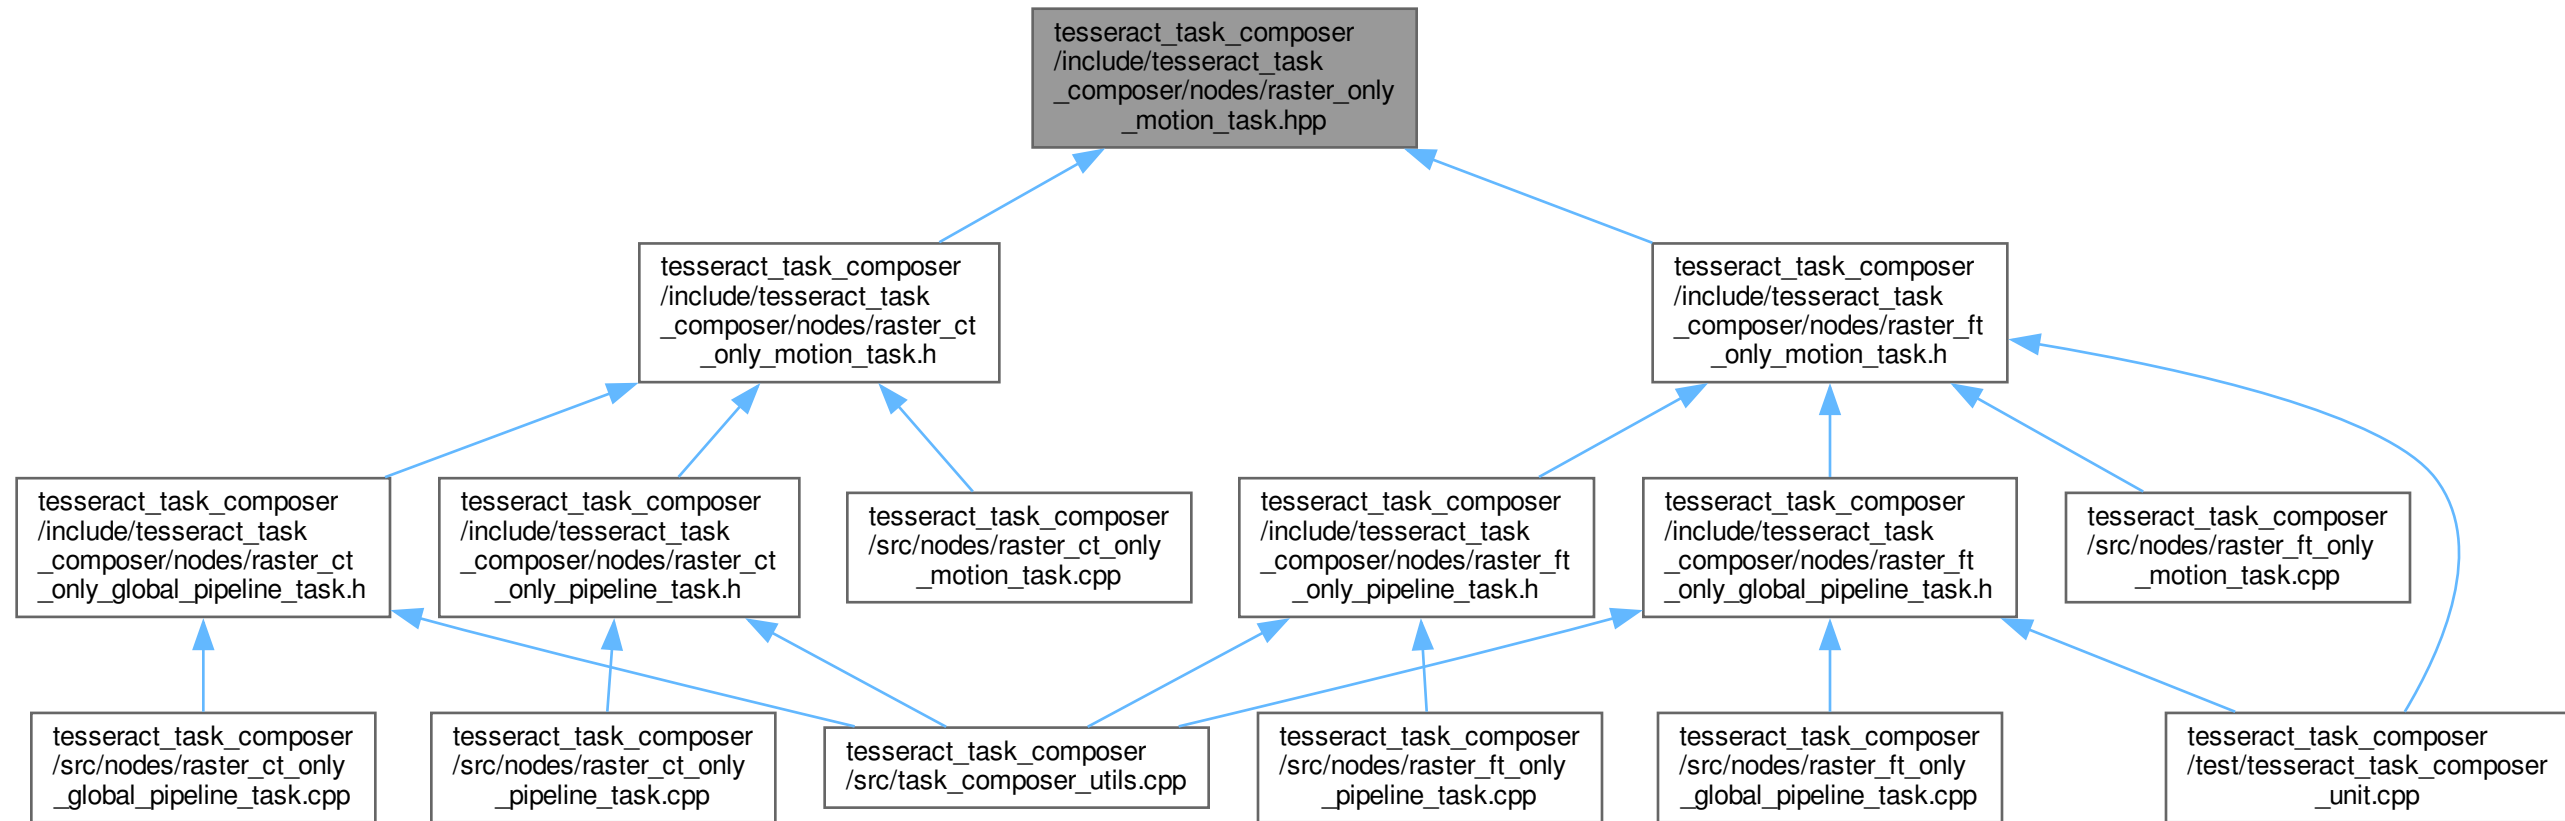 tesseract_task_composer
/include/tesseract_task
_composer/nodes/raster_only
_motion_task.hpp
tesseract_task_composer
/include/tesseract_task
_composer/nodes/raster_ct
_only_motion_task.h
tesseract_task_composer
/include/tesseract_task
_composer/nodes/raster_ft
_only_motion_task.h
tesseract_task_composer
/include/tesseract_task
_composer/nodes/raster_ct
_only_global_pipeline_task.h
tesseract_task_composer
/include/tesseract_task
_composer/nodes/raster_ct
_only_pipeline_task.h
tesseract_task_composer
/src/nodes/raster_ct_only
_motion_task.cpp
tesseract_task_composer
/include/tesseract_task
_composer/nodes/raster_ft
_only_pipeline_task.h
tesseract_task_composer
/include/tesseract_task
_composer/nodes/raster_ft
_only_global_pipeline_task.h
tesseract_task_composer
/src/nodes/raster_ft_only
_motion_task.cpp
tesseract_task_composer
/src/nodes/raster_ct_only
_global_pipeline_task.cpp
tesseract_task_composer
/src/nodes/raster_ct_only
_pipeline_task.cpp
tesseract_task_composer
/src/task_composer_utils.cpp
tesseract_task_composer
/src/nodes/raster_ft_only
_pipeline_task.cpp
tesseract_task_composer
/src/nodes/raster_ft_only
_global_pipeline_task.cpp
tesseract_task_composer
/test/tesseract_task_composer
_unit.cpp